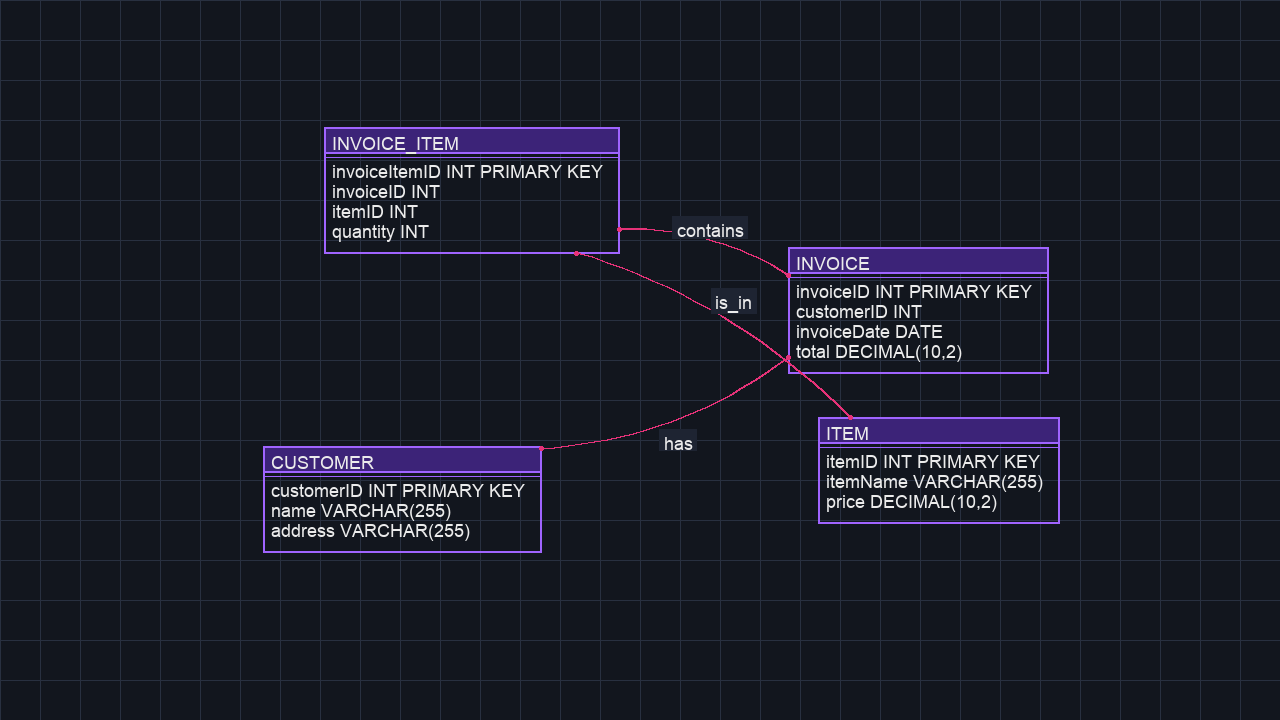 INVOICE_ITEM
invoiceItemID INT PRIMARY KEY
invoiceID INT
itemID INT
quantity INT
contains
INVOICE
invoiceID INT PRIMARY KEY
customerID INT
invoiceDate DATE
total DECIMAL(10,2)
is_in
has
ITEM
itemID INT PRIMARY KEY
itemName VARCHAR(255)
price DECIMAL(10,2)
CUSTOMER
customerID INT PRIMARY KEY
name VARCHAR(255)
address VARCHAR(255)